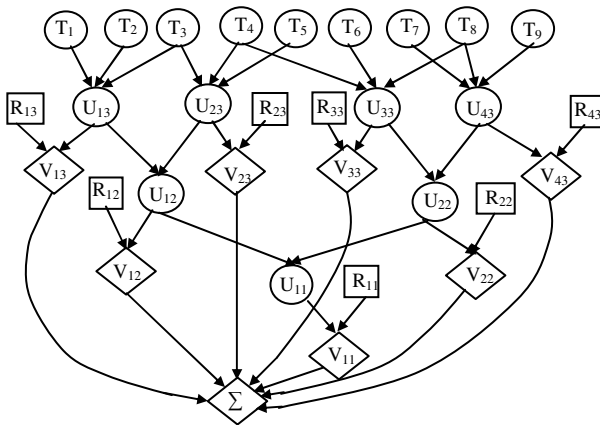 T₁ T₂ T₃ T₄ T₅ T₆ T₇ T₈ T₉
R₁₃ U₁₃ U₂₃ R₂₃ R₃₃ U₃₃ U₄₃ R₄₃
V₁₃ V₂₃ V₃₃ V₄₃
R₁₂ U₁₂ U₂₂ R₂₂
V₁₂ U₁₁ R₁₁ V₂₂
V₁₁
Σ